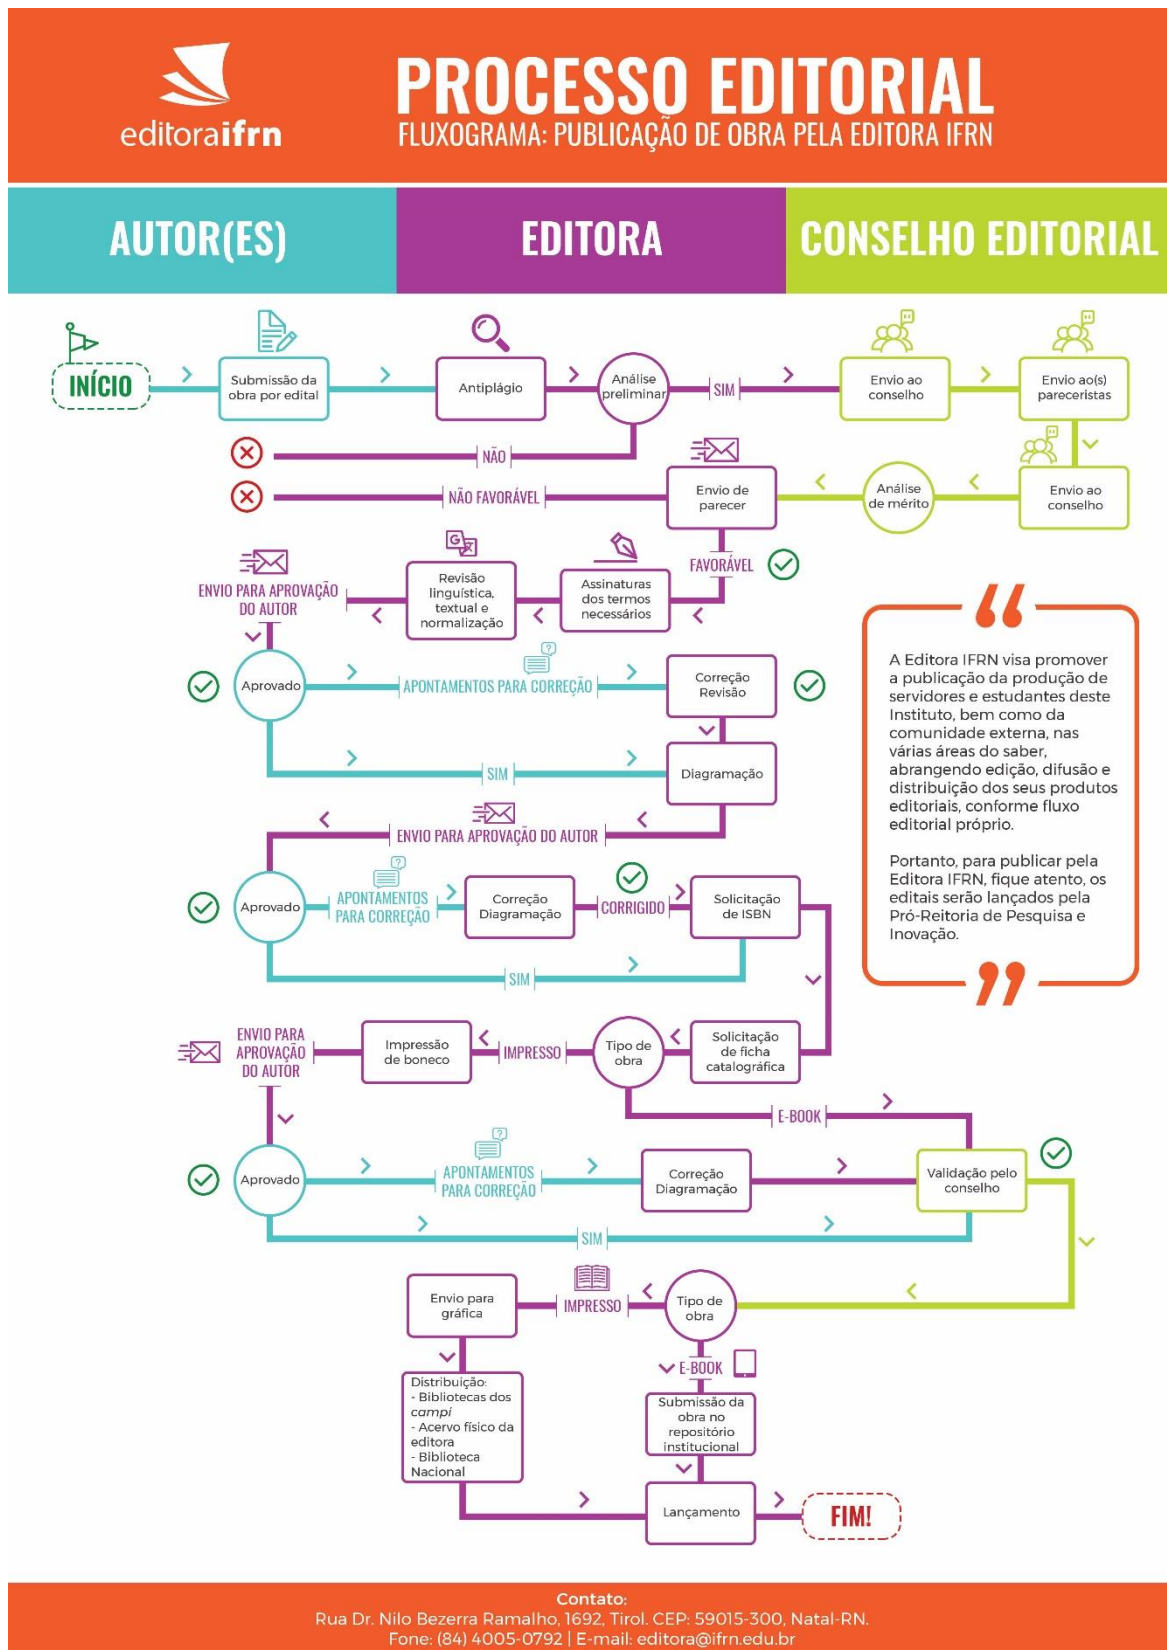 editoraifrn
PROCESSO EDITORIAL
FLUXOGRAMA: PUBLICAÇÃO DE OBRA PELA EDITORA IFRN
AUTOR(ES)
EDITORA
CONSELHO EDITORIAL
INÍCIO
Submissão da
obra por edital
Antiplágio
Análise
preliminar
SIM
Envio ao
conselho
Envio ao(s)
pareceristas
NÃO
NÃO FAVORÁVEL
Envio de
parecer
Análise
de mérito
Envio ao
conselho
FAVORÁVEL
Assinaturas
dos termos
necessários
Revisão
linguística,
textual e
normalização
ENVIO PARA APROVAÇÃO
DO AUTOR
Aprovado
APONTAMENTOS PARA CORREÇÃO
Correção
Revisão
SIM
Diagramação
ENVIO PARA APROVAÇÃO DO AUTOR
Aprovado
APONTAMENTOS
PARA CORREÇÃO
Correção
Diagramação
CORRIGIDO
Solicitação
de ISBN
SIM
“
A Editora IFRN visa promover
a publicação da produção de
servidores e estudantes deste
Instituto, bem como da
comunidade externa, nas
várias áreas do saber,
abrangendo edição, difusão e
distribuição dos seus produtos
editoriais, conforme fluxo
editorial próprio.
Portanto, para publicar pela
Editora IFRN, fique atento, os
editais serão lançados pela
Pró-Reitoria de Pesquisa e
Inovação.
”
ENVIO PARA
APROVAÇÃO
DO AUTOR
Impressão
de boneco
IMPRESSO
Tipo de
obra
Solicitação
de ficha
catalográfica
E-BOOK
Aprovado
APONTAMENTOS
PARA CORREÇÃO
Correção
Diagramação
Validação pelo
conselho
SIM
Envio para
gráfica
IMPRESSO
Tipo de
obra
E-BOOK
Distribuição:
- Bibliotecas dos
campi
- Acervo físico da
editora
- Biblioteca
Nacional
Submissão da
obra no
repositório
institucional
Lançamento
FIM!
Contato:
Rua Dr. Nilo Bezerra Ramalho, 1692, Tirol. CEP: 59015-300, Natal-RN.
Fone: (84) 4005-0792 | E-mail: editora@ifrn.edu.br